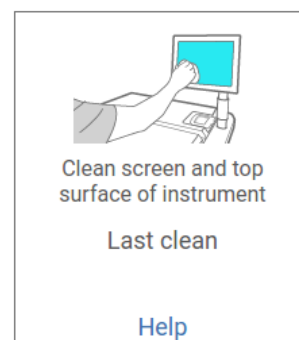 Clean screen and top
surface of instrument
Last clean
Help